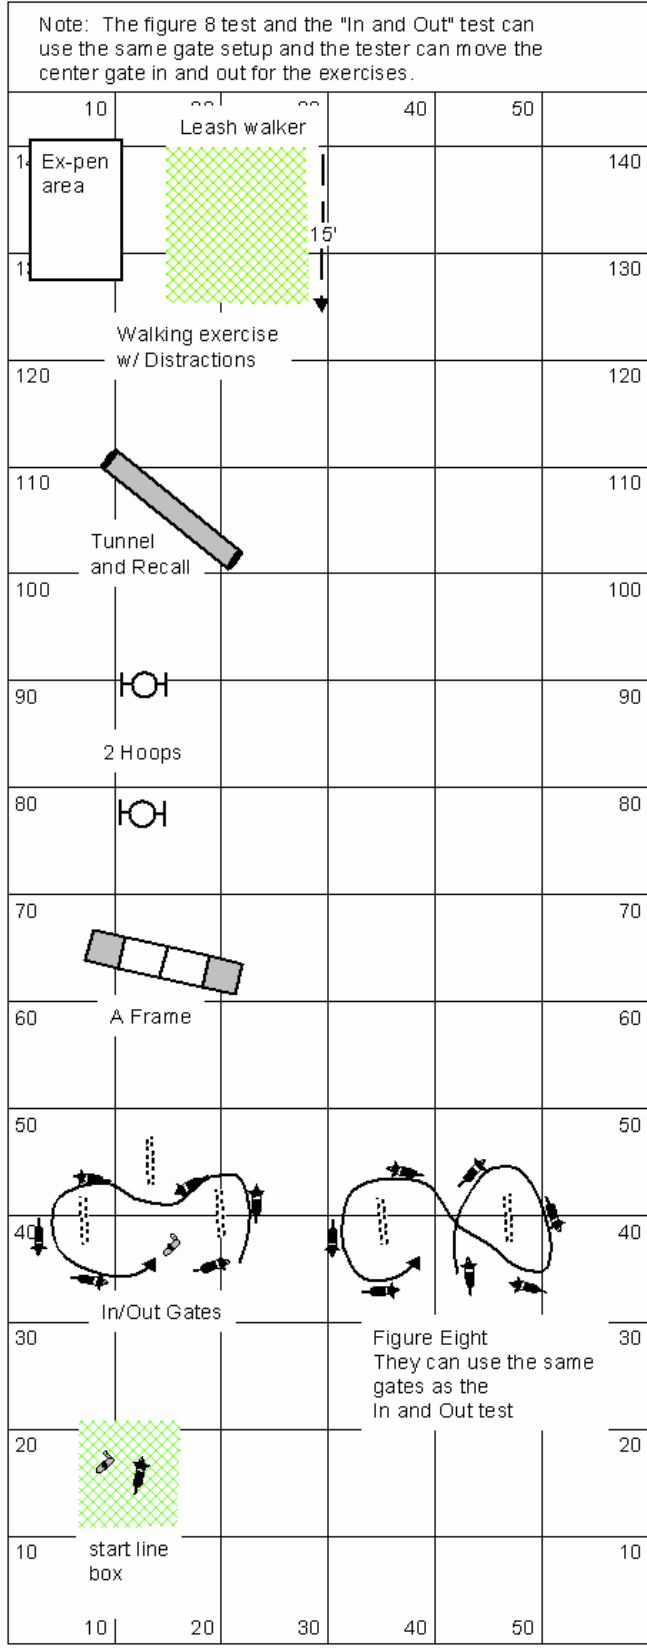 Note: The figure 8 test and the "In and Out" test can
use the same gate setup and the tester can move the
center gate in and out for the exercises.
10
40
50
Leash walker
140
Ex-pen
area
15'
130
Walking exercise
w/ Distractions
120
120
110
110
Tunnel
and Recall
100
100
90
90
2 Hoops
80
80
70
70
60
60
A Frame
50
50
40
40
In/Out Gates
30
30
Figure Eight
They can use the same
gates as the
In and Out test
20
20
10
10
start line
box
10
20
30
40
50